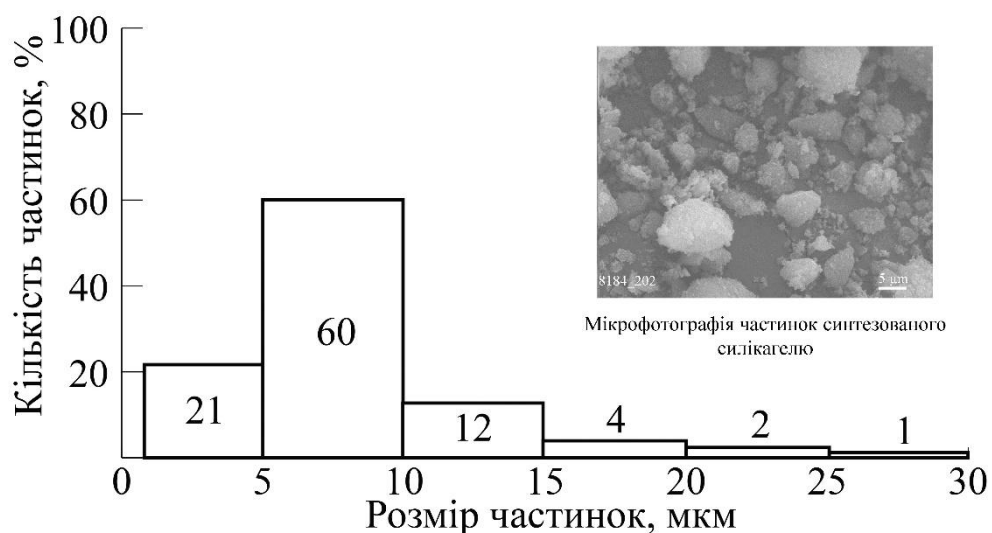 Кількість частинок, %
100
80
60
40
20
21
60
12
4
2
1
0 5 10 15 20 25 30
Розмір частинок, мкм
8184_202
5 μm
Мікрофотографія частинок синтезованого
силікагелю